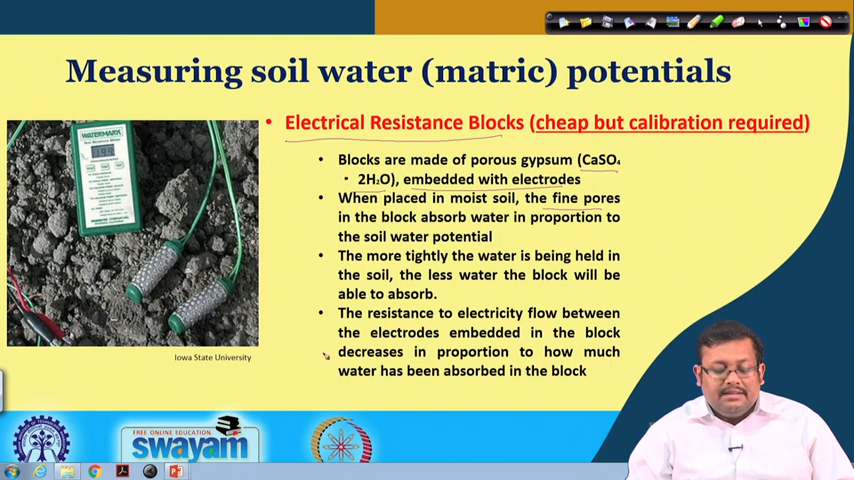 Measuring soil water (matric) potentials
• Electrical Resistance Blocks (cheap but calibration required)
WATERMARK
• Blocks are made of porous gypsum (CaSO₄
· 2H₂O), embedded with electrodes
• When placed in moist soil, the fine pores
in the block absorb water in proportion to
the soil water potential
• The more tightly the water is being held in
the soil, the less water the block will be
able to absorb.
• The resistance to electricity flow between
the electrodes embedded in the block
decreases in proportion to how much
water has been absorbed in the block
Iowa State University
FREE ONLINE EDUCATION
swayam